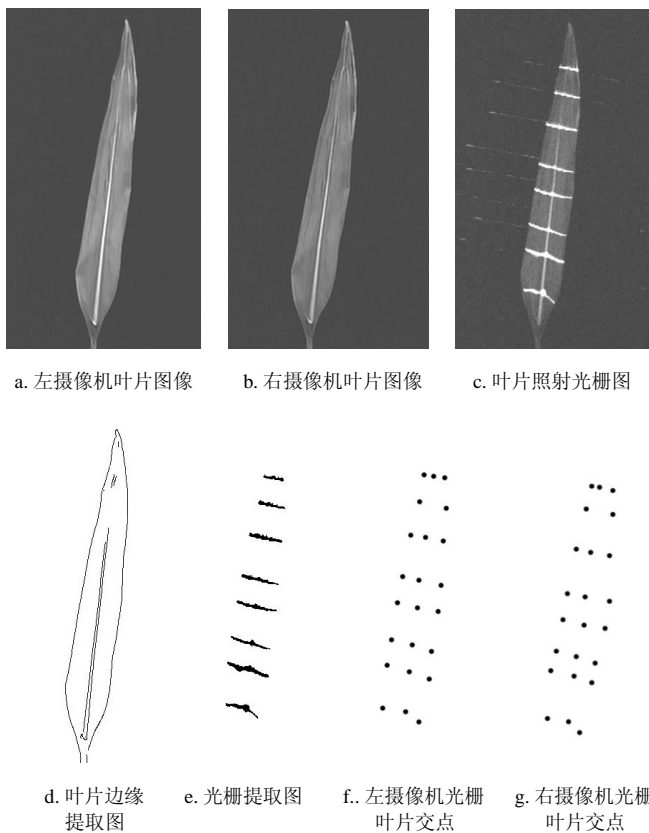 a. 左摄像机叶片图像
b. 右摄像机叶片图像
c. 叶片照射光栅图
d. 叶片边缘
提取图
e. 光栅提取图
f.. 左摄像机光栅
叶片交点
g. 右摄像机光栅
叶片交点